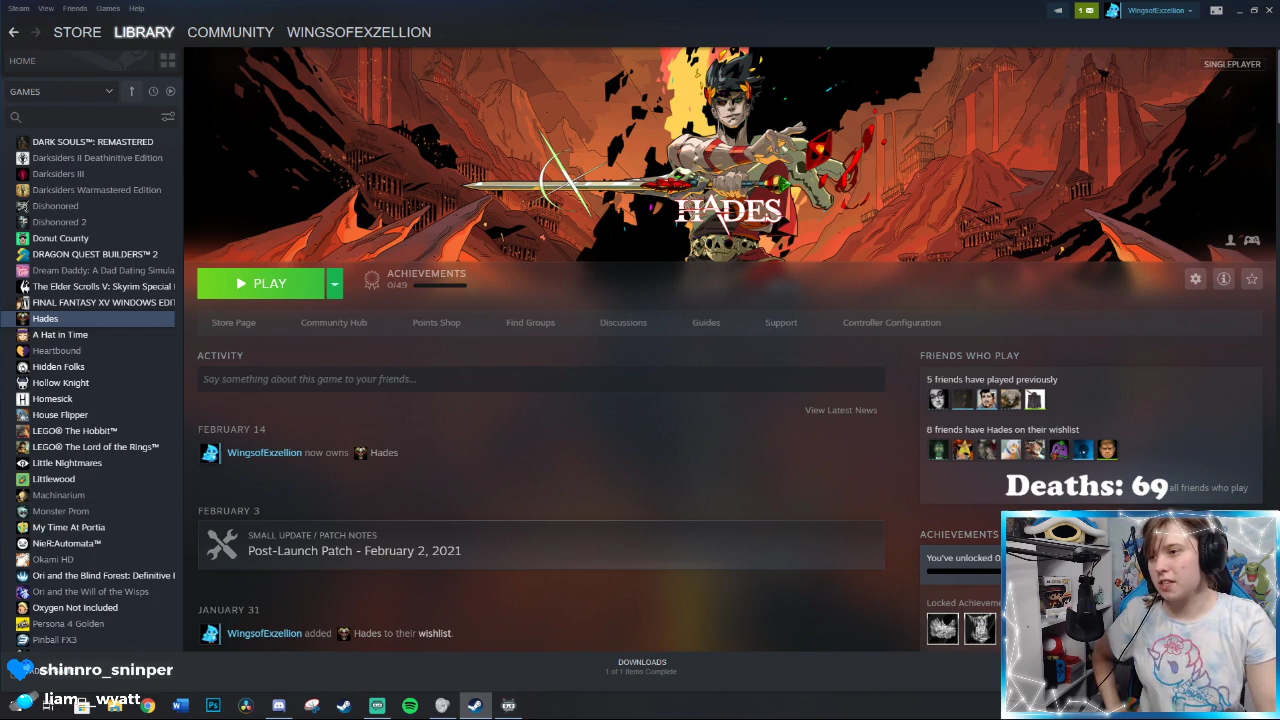 Steam View Friends Games Help
1
WingsofExzellion
STORE LIBRARY COMMUNITY WINGSOFEXZELLION
HOME
SINGLEPLAYER
GAMES
DARK SOULS™: REMASTERED
Darksiders II Deathinitive Edition
Darksiders III
Darksiders Warmastered Edition
Dishonored
Dishonored 2
Donut County
DRAGON QUEST BUILDERS™ 2
Dream Daddy: A Dad Dating Simula
The Elder Scrolls V: Skyrim Special
FINAL FANTASY XV WINDOWS EDIT
Hades
A Hat in Time
Heartbound
Hidden Folks
Hollow Knight
Homesick
House Flipper
LEGO® The Hobbit™
LEGO® The Lord of the Rings™
Little Nightmares
Littlewood
Machinarium
Monster Prom
My Time At Portia
NieR:Automata™
Okami HD
Ori and the Blind Forest: Definitive
Ori and the Will of the Wisps
Oxygen Not Included
Persona 4 Golden
Pinball FX3
HADES
PLAY
ACHIEVEMENTS
0/49
Store Page Community Hub Points Shop Find Groups Discussions Guides Support Controller Configuration
ACTIVITY
Say something about this game to your friends...
View Latest News
FEBRUARY 14
WingsofExzellion now owns Hades
FEBRUARY 3
SMALL UPDATE / PATCH NOTES
Post-Launch Patch - February 2, 2021
JANUARY 31
WingsofExzellion added Hades to their wishlist.
FRIENDS WHO PLAY
5 friends have played previously
8 friends have Hades on their wishlist
Deaths: 69
all friends who play
ACHIEVEMENTS
You've unlocked 0
Locked Achieveme
DOWNLOADS
1 of 1 Items Complete
shinnro_sninper
liam__wyatt